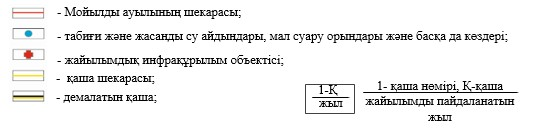 - Мойылды ауылының шекарасы;
- табиғи және жасанды су айдындары, мал суару орындары және басқа да көздері;
- жайылымдық инфрақұрылым объектісі;
- қаша шекарасы;
- демалатын қаша;
1-Қ
жыл
1- қаша нөмірі, Қ-қаша
жайылымды пайдаланатын
жыл